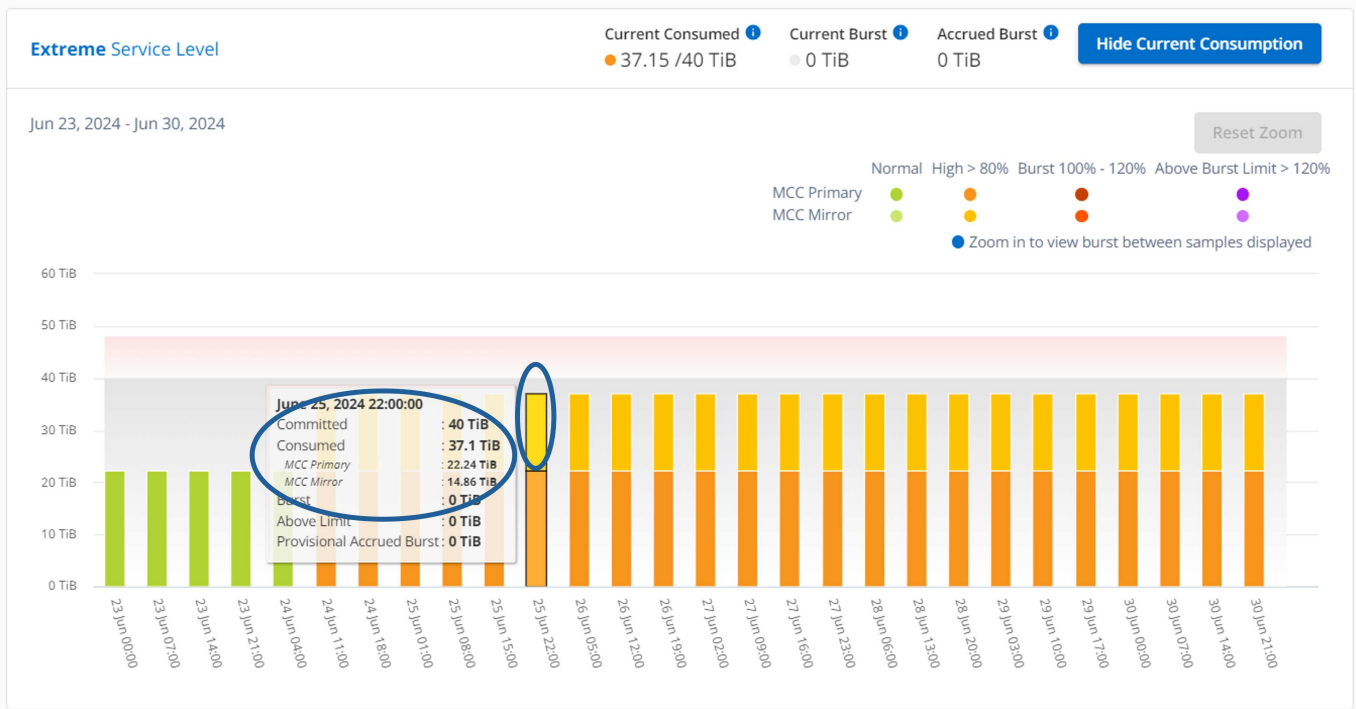 Extreme Service Level
Current Consumed
37.15 /40 TiB
Current Burst
0 TiB
Accrued Burst
0 TiB
Hide Current Consumption
Jun 23, 2024 - Jun 30, 2024
Reset Zoom
Normal High > 80% Burst 100% - 120% Above Burst Limit > 120%
MCC Primary
MCC Mirror
Zoom in to view burst between samples displayed
60 TiB
50 TiB
40 TiB
30 TiB
20 TiB
10 TiB
0 TiB
June 25, 2024 22:00:00
Committed : 40 TiB
Consumed : 37.1 TiB
MCC Primary : 22.24 TiB
MCC Mirror : 14.86 TiB
Burst : 0 TiB
Above Limit : 0 TiB
Provisional Accrued Burst : 0 TiB
23 Jun 00:00
23 Jun 07:00
23 Jun 14:00
23 Jun 21:00
24 Jun 04:00
24 Jun 11:00
24 Jun 18:00
25 Jun 01:00
25 Jun 08:00
25 Jun 15:00
25 Jun 22:00
26 Jun 05:00
26 Jun 12:00
26 Jun 19:00
27 Jun 02:00
27 Jun 09:00
27 Jun 16:00
27 Jun 23:00
28 Jun 06:00
28 Jun 13:00
28 Jun 20:00
29 Jun 03:00
29 Jun 10:00
29 Jun 17:00
30 Jun 00:00
30 Jun 07:00
30 Jun 14:00
30 Jun 21:00